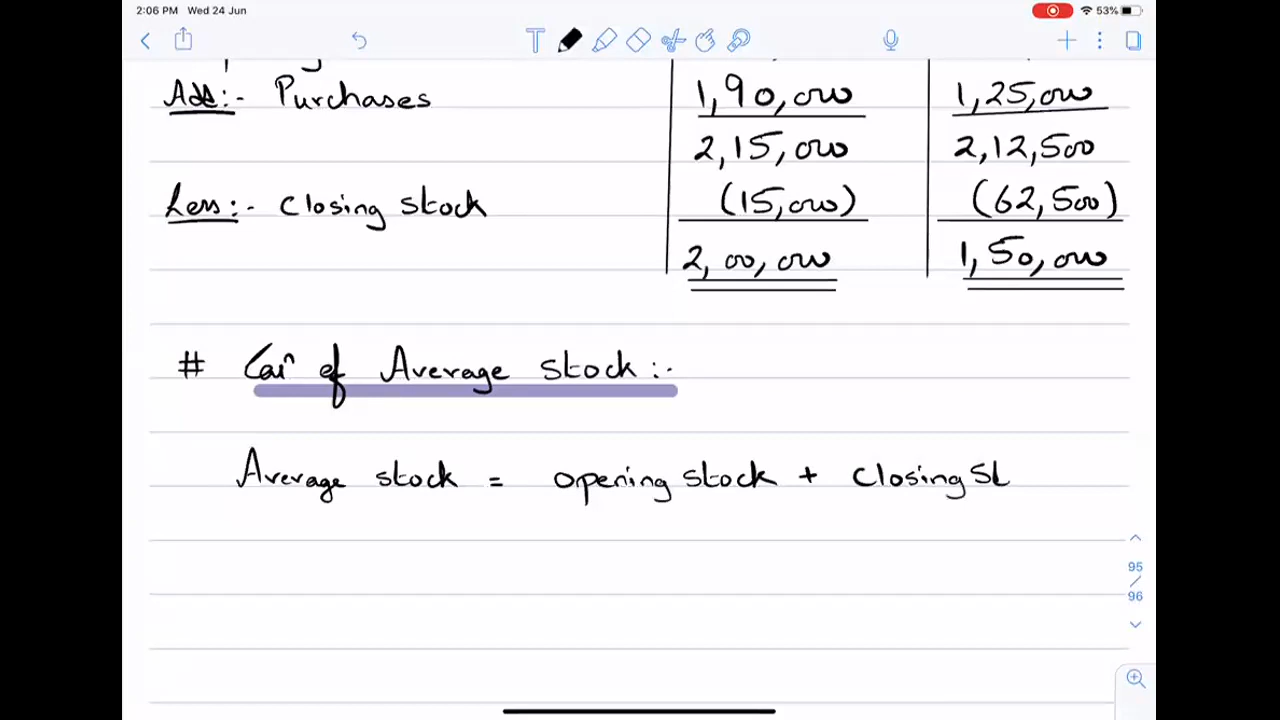 2:06 PM Wed 24 Jun 53%
Add:- Purchases 1,90,000 1,25,000
2,15,000 2,12,500
Less:- Closing stock (15,000) (62,500)
2,00,000 1,50,000
# Caln of Average stock:-
Average stock = opening stock + Closing St
95
/
96